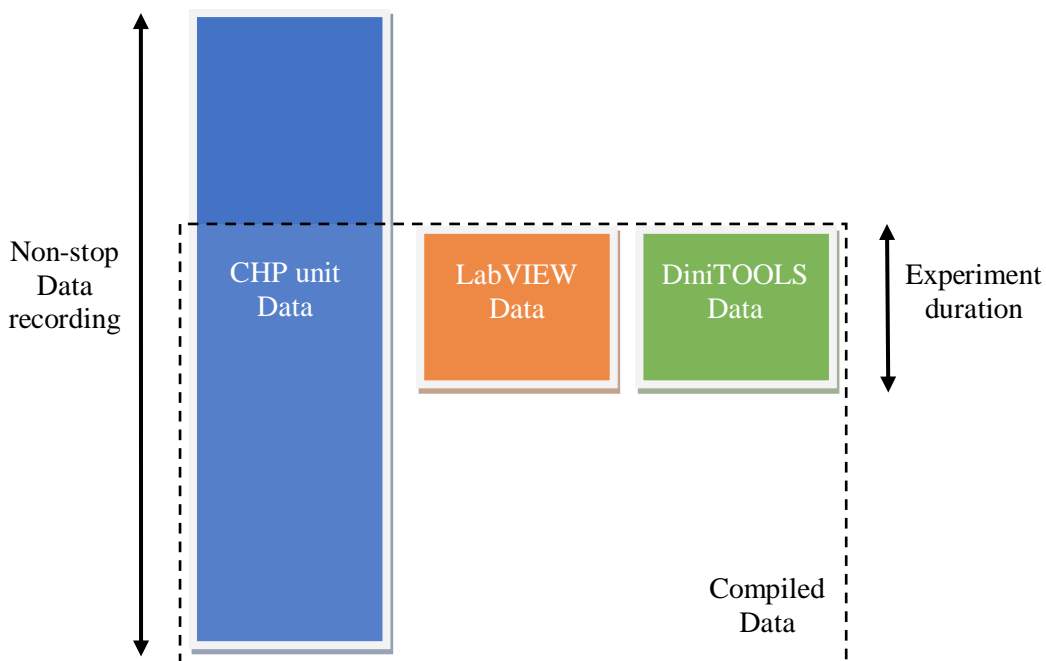 Non-stop
Data
recording
CHP unit
Data
LabVIEW
Data
DiniTOOLS
Data
Experiment
duration
Compiled
Data